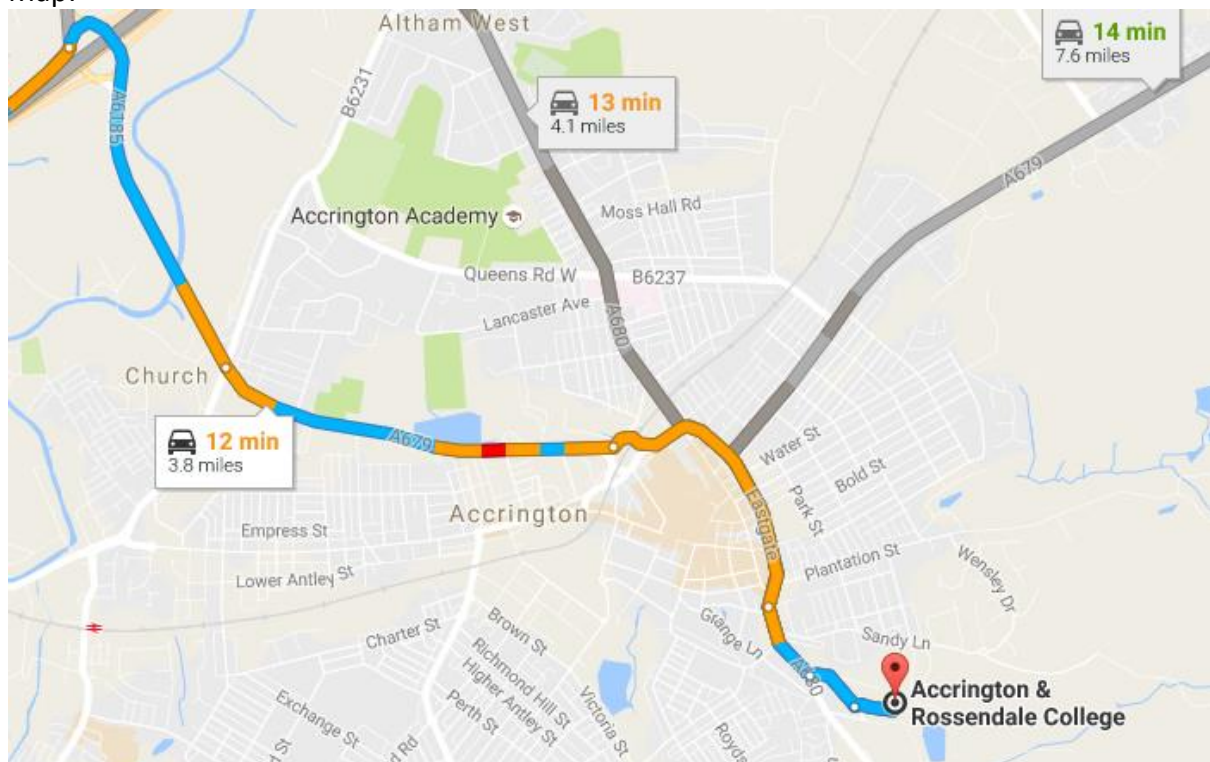 map.
Altham West
14 min
7.6 miles
B6231
13 min
4.1 miles
A6185
A679
Accrington Academy
Moss Hall Rd
Queens Rd W
B6237
Lancaster Ave
A680
Church
12 min
3.8 miles
A679
Water St
Bold St
Park St
Eastgate
Accrington
Empress St
Plantation St
Wensley Dr
Lower Antley St
Charter St
Brown St
Grange Ln
Sandy Ln
Richmond Hill St
Higher Antley St
Perth St
Victoria St
A680
Accrington &
Rossendale College
Exchange St
Rd
St
Royds